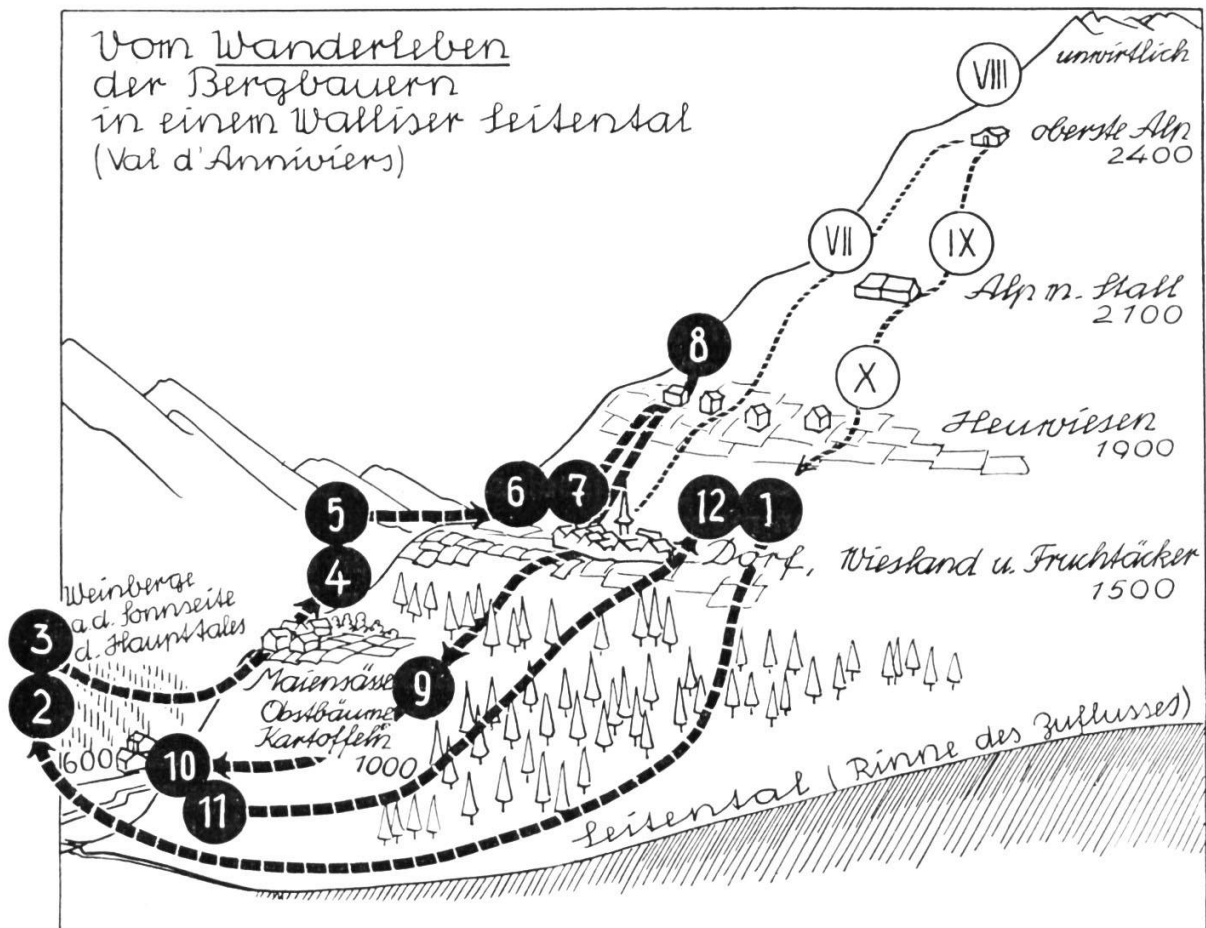 Vom Wanderleben
der Bergbauern
in einem Walliser Seitental
(Val d'Anniviers)
unwirtlich
VIII
oberste Alp
2400
VII
IX
Alp m. Stall
2100
8
X
Heuwiesen
1900
5
6
7
12
1
4
Dorf, Wiesland u. Fruchtäcker
1500
Weinberge
a.d. Sonnseite
d. Haupttales
3
2
Maiensässe
9
Obstbäume
Kartoffeln
1000
1600
10
11
Seitental (Rinne des Zuflusses)